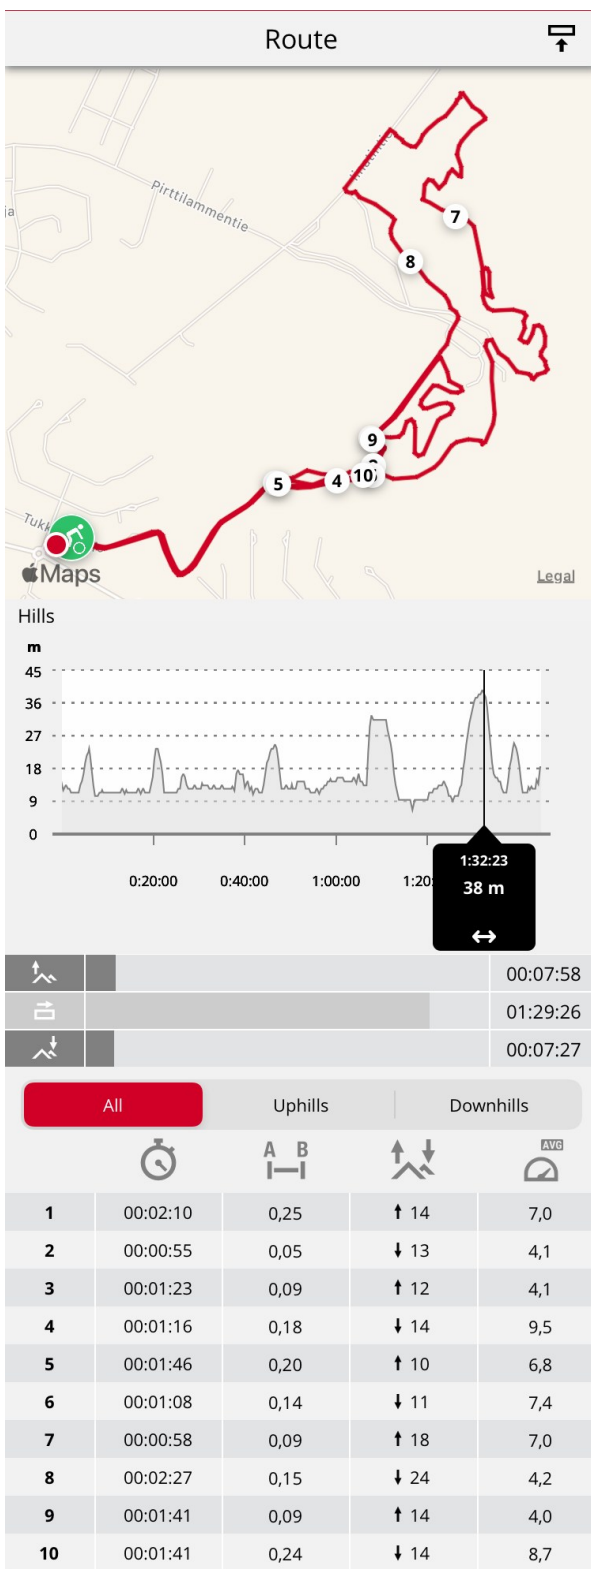 Route
Pirttilammentie
ja
7
8
9
5
4
10
Tukk
Maps
Legal
Hills
m
45
36
27
18
9
0
0:20:00 0:40:00 1:00:00 1:20:
1:32:23
38 m
00:07:58
01:29:26
00:07:27
All Uphills Downhills
A B AVG
1 00:02:10 0,25 14 7,0
2 00:00:55 0,05 13 4,1
3 00:01:23 0,09 12 4,1
4 00:01:16 0,18 14 9,5
5 00:01:46 0,20 10 6,8
6 00:01:08 0,14 11 7,4
7 00:00:58 0,09 18 7,0
8 00:02:27 0,15 24 4,2
9 00:01:41 0,09 14 4,0
10 00:01:41 0,24 14 8,7